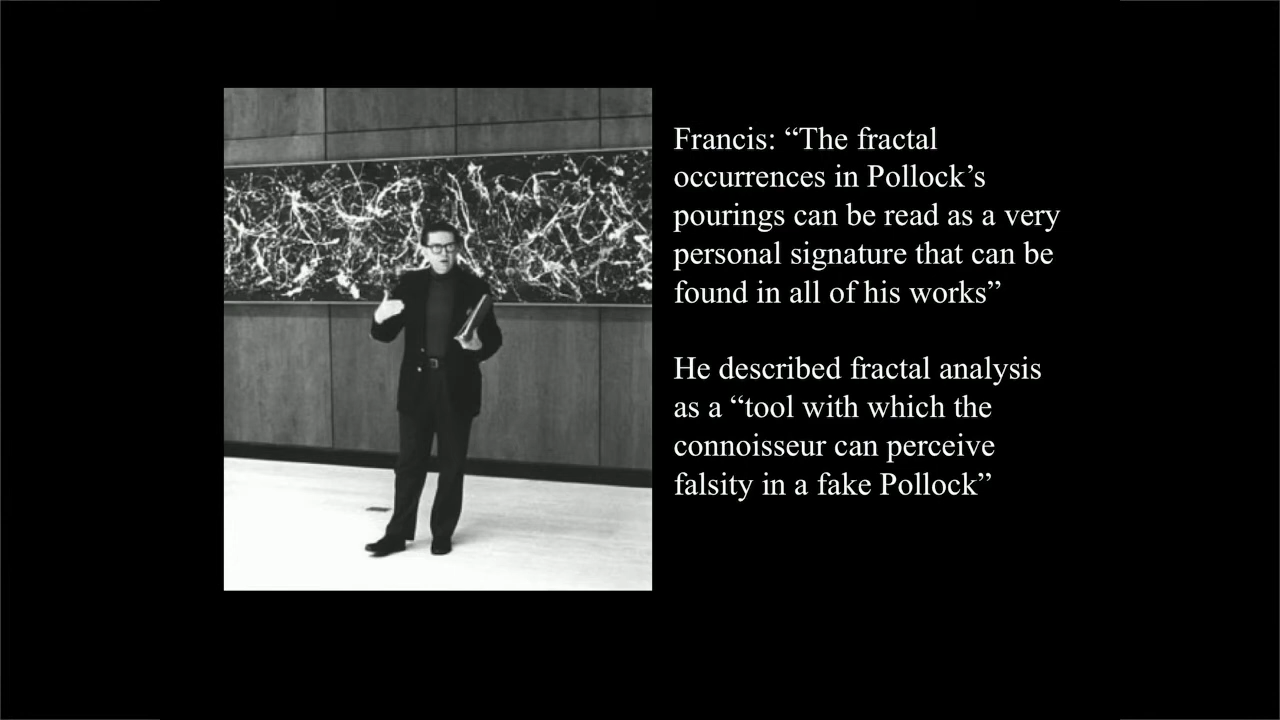 Francis: “The fractal
occurrences in Pollock’s
pourings can be read as a very
personal signature that can be
found in all of his works”
He described fractal analysis
as a “tool with which the
connoisseur can perceive
falsity in a fake Pollock”